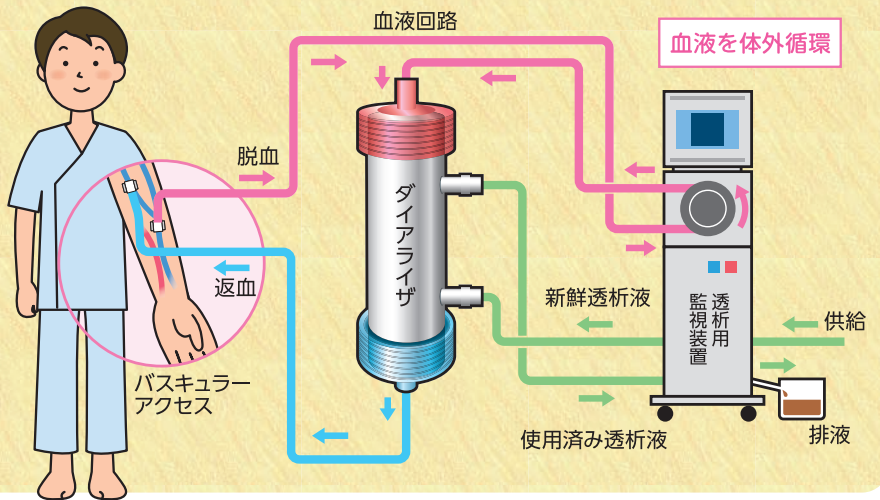 血液回路
血液を体外循環
脱血
返血
バスキュラー
アクセス
ダイアライザ
新鮮透析液
使用済み透析液
透析用
監視装置
供給
排液